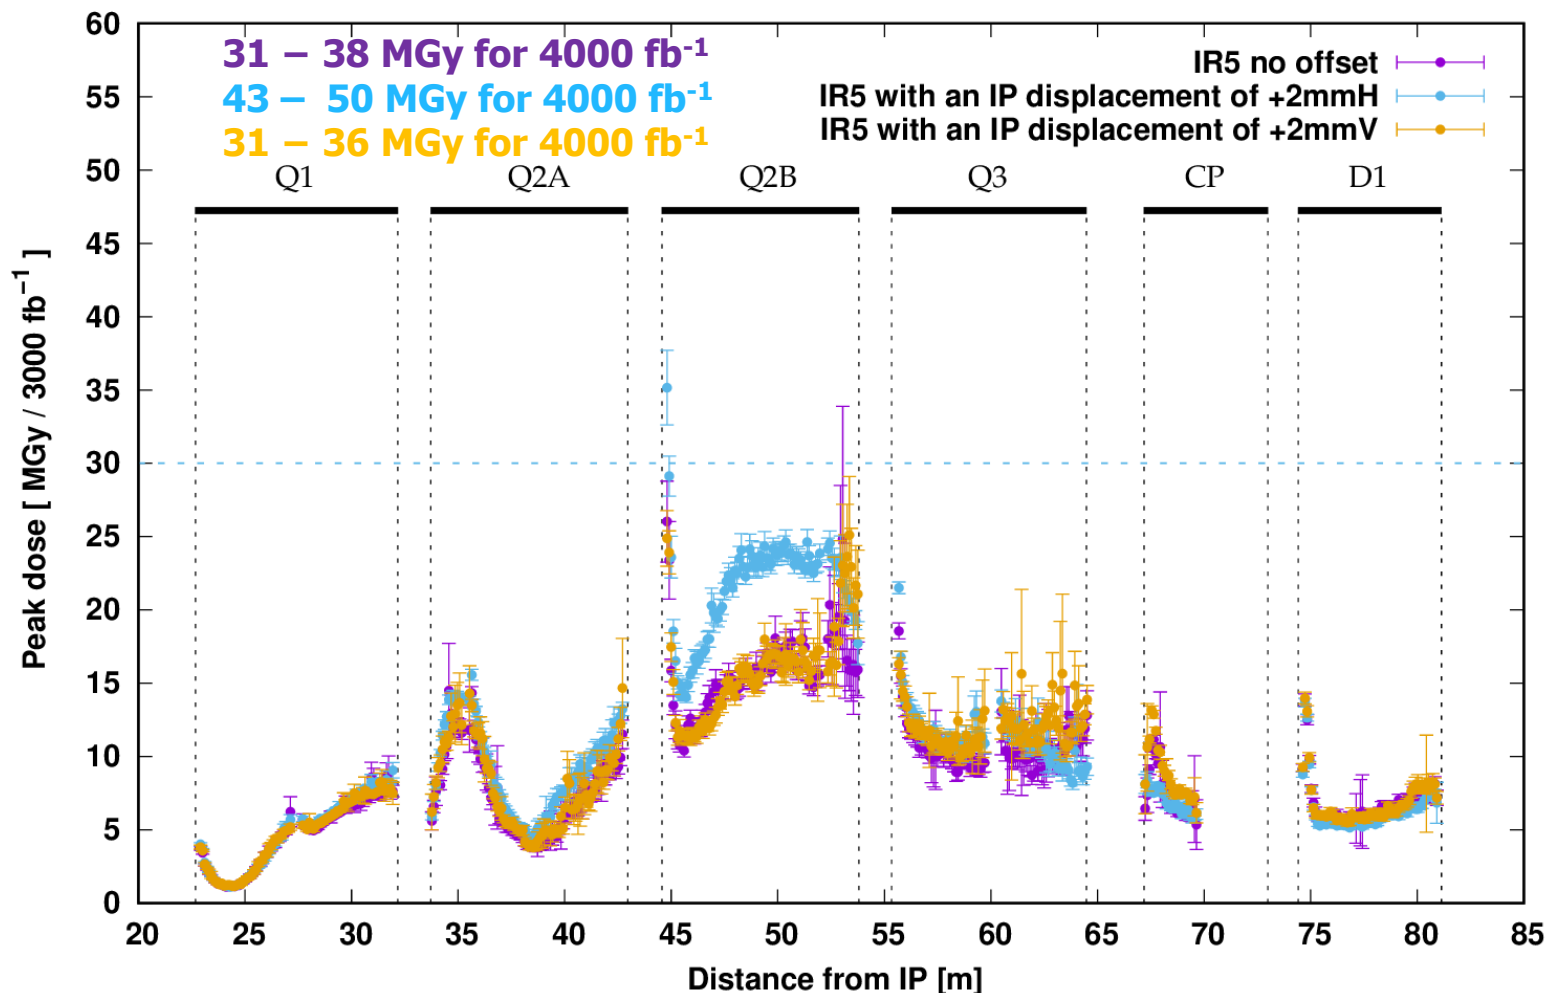 31 – 38 MGy for 4000 fb-1
43 – 50 MGy for 4000 fb-1
31 – 36 MGy for 4000 fb-1
IR5 no offset
IR5 with an IP displacement of +2mmH
IR5 with an IP displacement of +2mmV
Q1 Q2A Q2B Q3 CP D1
60
55
50
45
40
35
30
25
20
15
10
5
0
Peak dose [ MGy / 3000 fb−1 ]
20 25 30 35 40 45 50 55 60 65 70 75 80 85
Distance from IP [m]